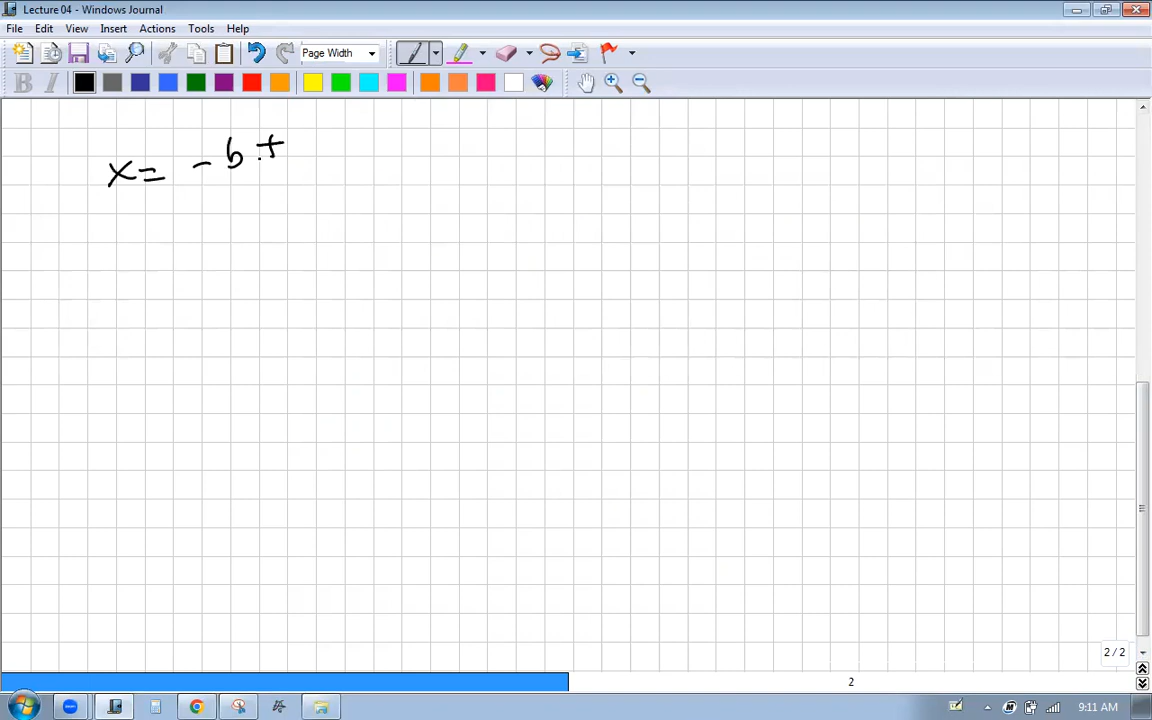 Lecture 04 - Windows Journal
File Edit View Insert Actions Tools Help
Page Width
B I
x = - b +
2 / 2
2
9:11 AM